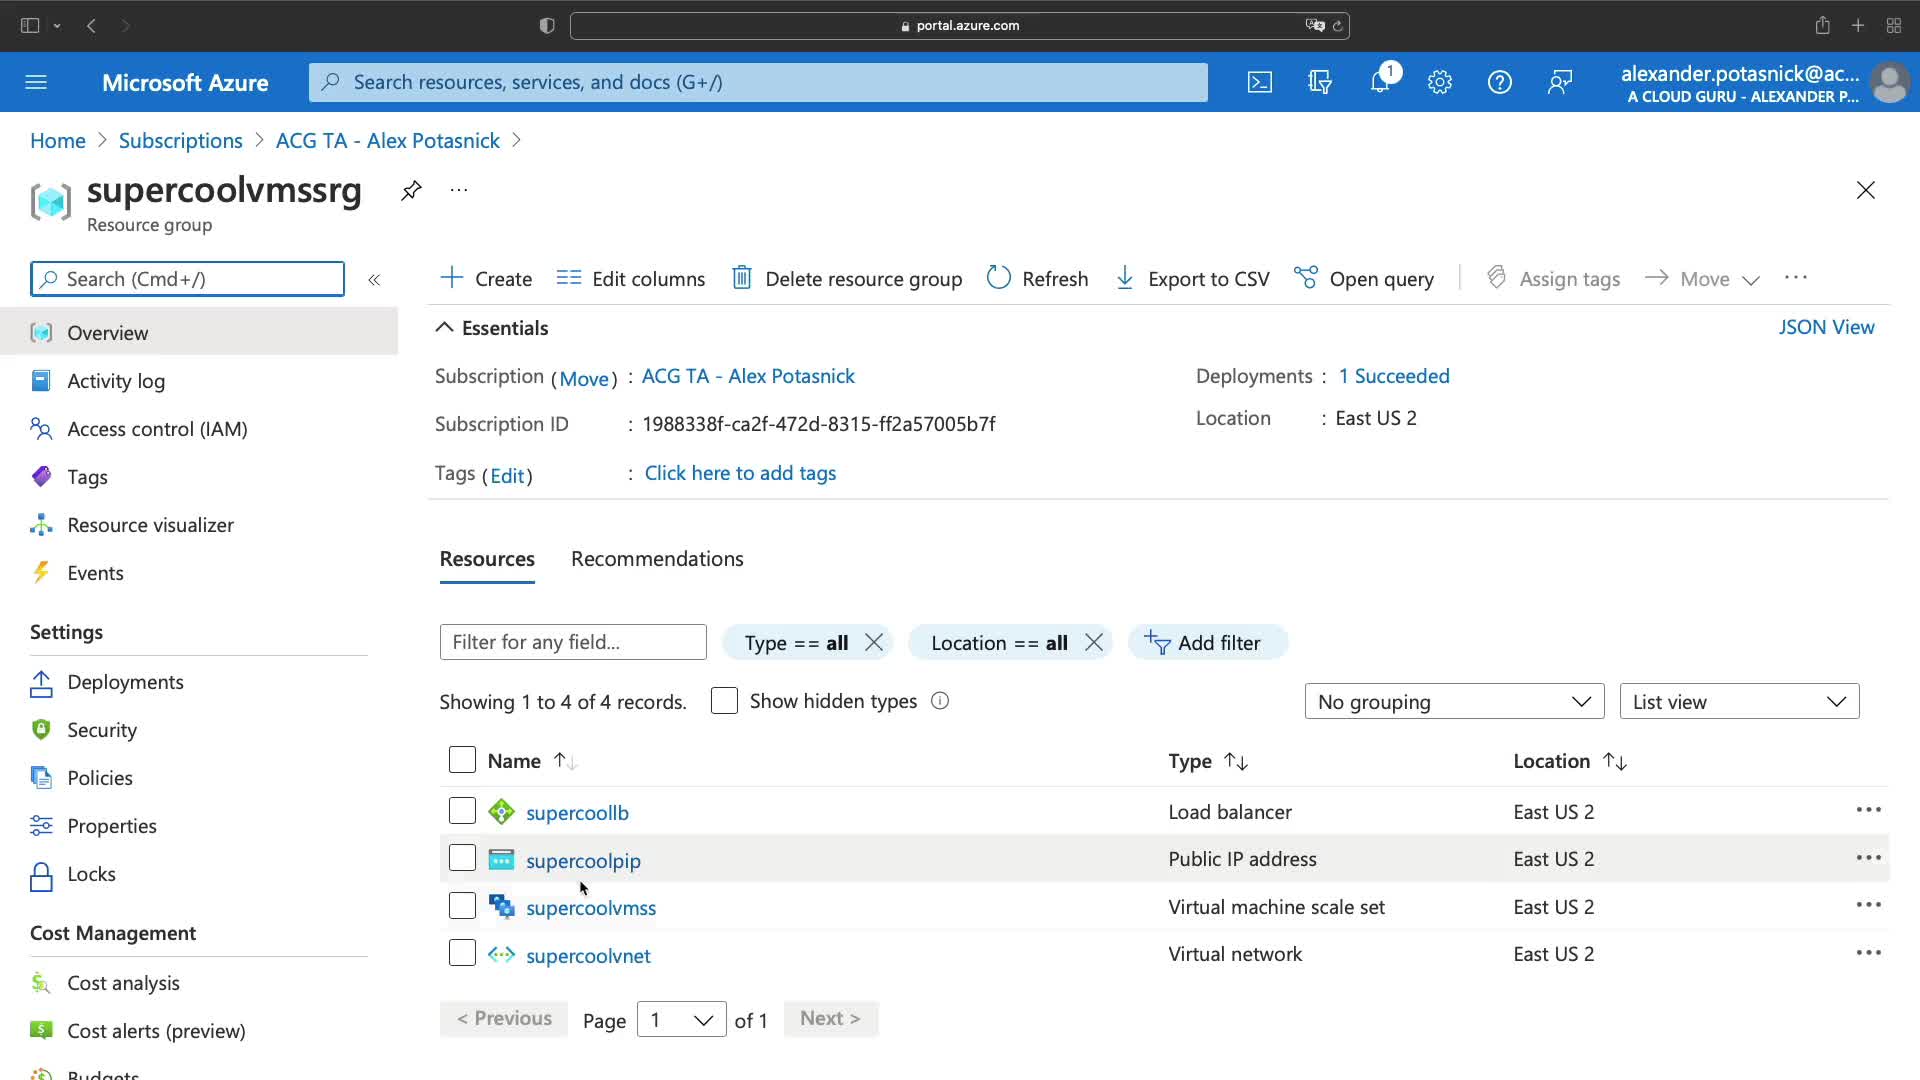 portal.azure.com
Microsoft Azure
Search resources, services, and docs (G+/)
1
alexander.potasnick@ac...
A CLOUD GURU - ALEXANDER P...
Home > Subscriptions > ACG TA - Alex Potasnick >
supercoolvmssrg
...
Resource group
Search (Cmd+/)
«
Create
Edit columns
Delete resource group
Refresh
Export to CSV
Open query
Assign tags
Move
...
Overview
Activity log
Access control (IAM)
Tags
Resource visualizer
Events
Settings
Deployments
Security
Policies
Properties
Locks
Cost Management
Cost analysis
Cost alerts (preview)
Budgets
Essentials
JSON View
Subscription (Move) : ACG TA - Alex Potasnick
Deployments : 1 Succeeded
Subscription ID : 1988338f-ca2f-472d-8315-ff2a57005b7f
Location : East US 2
Tags (Edit) : Click here to add tags
Resources
Recommendations
Filter for any field...
Type == all
Location == all
Add filter
Showing 1 to 4 of 4 records.
Show hidden types
No grouping
List view
Name Type Location
supercoollb Load balancer East US 2 ...
supercoolpip Public IP address East US 2 ...
supercoolvmss Virtual machine scale set East US 2 ...
supercoolvnet Virtual network East US 2 ...
< Previous Page 1 of 1 Next >